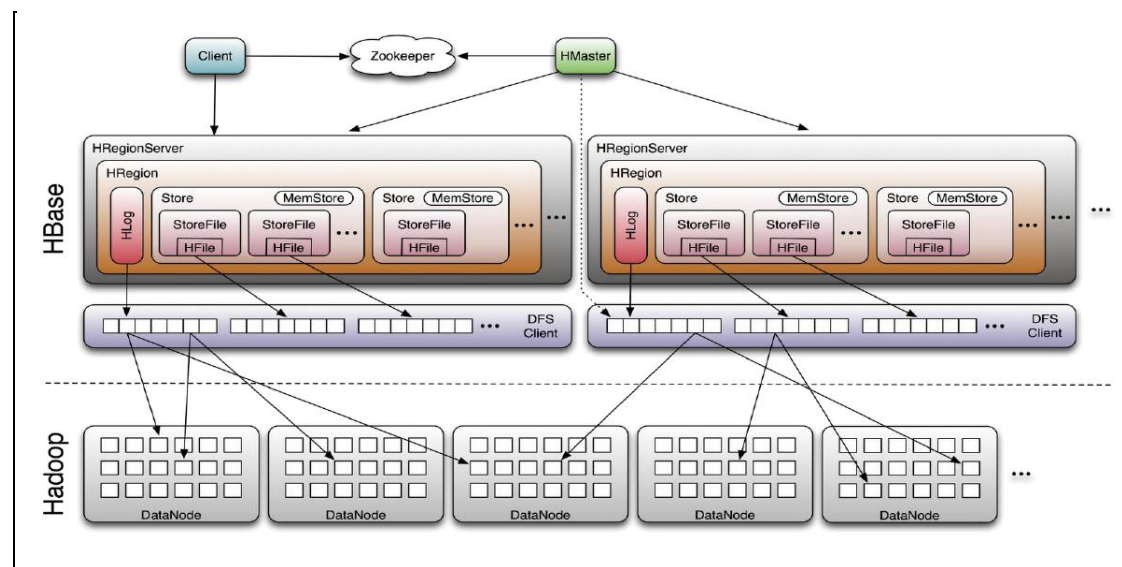 Client
Zookeeper
HMaster
HBase
HRegionServer
HRegion
HLog
Store
MemStore
StoreFile
HFile
StoreFile
HFile
...
Store
MemStore
StoreFile
HFile
...
...
HRegionServer
HRegion
HLog
Store
MemStore
StoreFile
HFile
StoreFile
HFile
...
Store
MemStore
StoreFile
HFile
...
...
...
...
DFS
Client
...
DFS
Client
Hadoop
DataNode
DataNode
DataNode
DataNode
DataNode
...